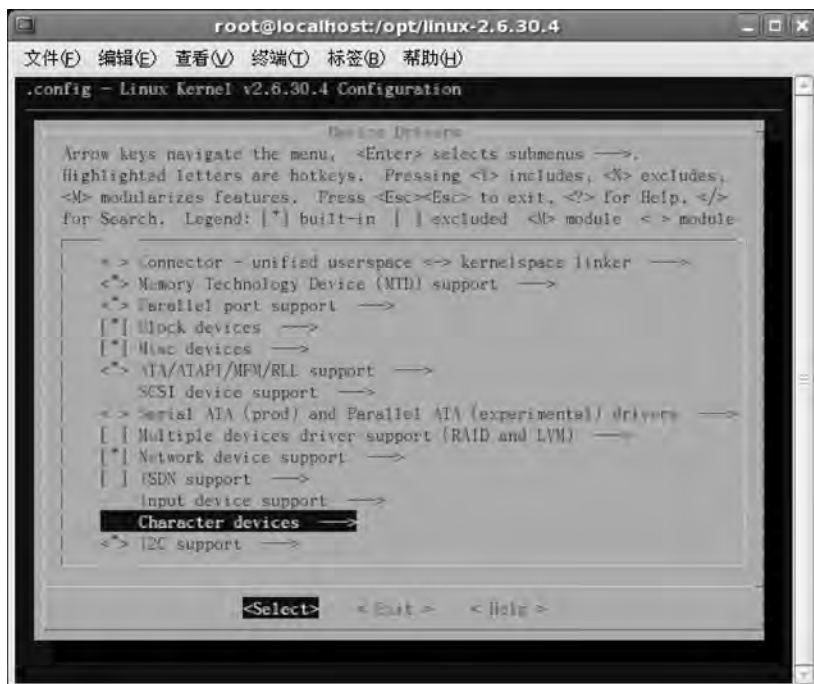 root@localhost:/opt/linux-2.6.30.4
文件(F) 编辑(E) 查看(V) 终端(T) 标签(B) 帮助(H)
.config - Linux Kernel v2.6.30.4 Configuration
Device Drivers
Arrow keys navigate the menu. <Enter> selects submenus --->.
Highlighted letters are hotkeys. Pressing <Y> includes, <N> excludes,
<M> modularizes features. Press <Esc><Esc> to exit, <?> for Help, </>
for Search. Legend: [*] built-in [ ] excluded <M> module < > module
< > Connector - unified userspace <-> kernelspace linker --->
<*> Memory Technology Device (MTD) support --->
<*> Parallel port support --->
[*] Block devices --->
[*] Misc devices --->
<*> ATA/ATAPI/MFM/RLL support --->
SCSI device support --->
< > Serial ATA (prod) and Parallel ATA (experimental) drivers --->
[ ] Multiple devices driver support (RAID and LVM) --->
[*] Network device support --->
[ ] ISDN support --->
Input device support --->
Character devices --->
<*> I2C support --->
<Select> < Exit > < Help >